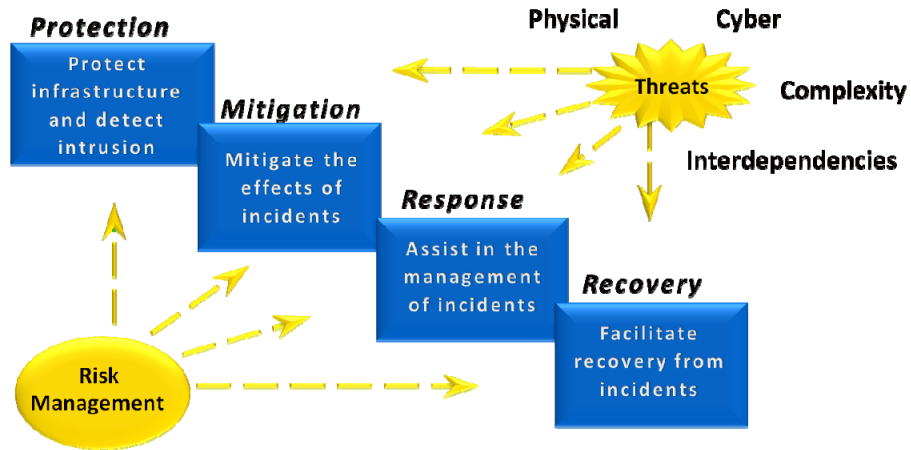 Physical Cyber
Protection
Protect
infrastructure
and detect
intrusion
Threats
Complexity
Mitigation
Mitigate the
effects of
incidents
Interdependencies
Response
Assist in the
management
of incidents
Recovery
Facilitate
recovery from
incidents
Risk
Management